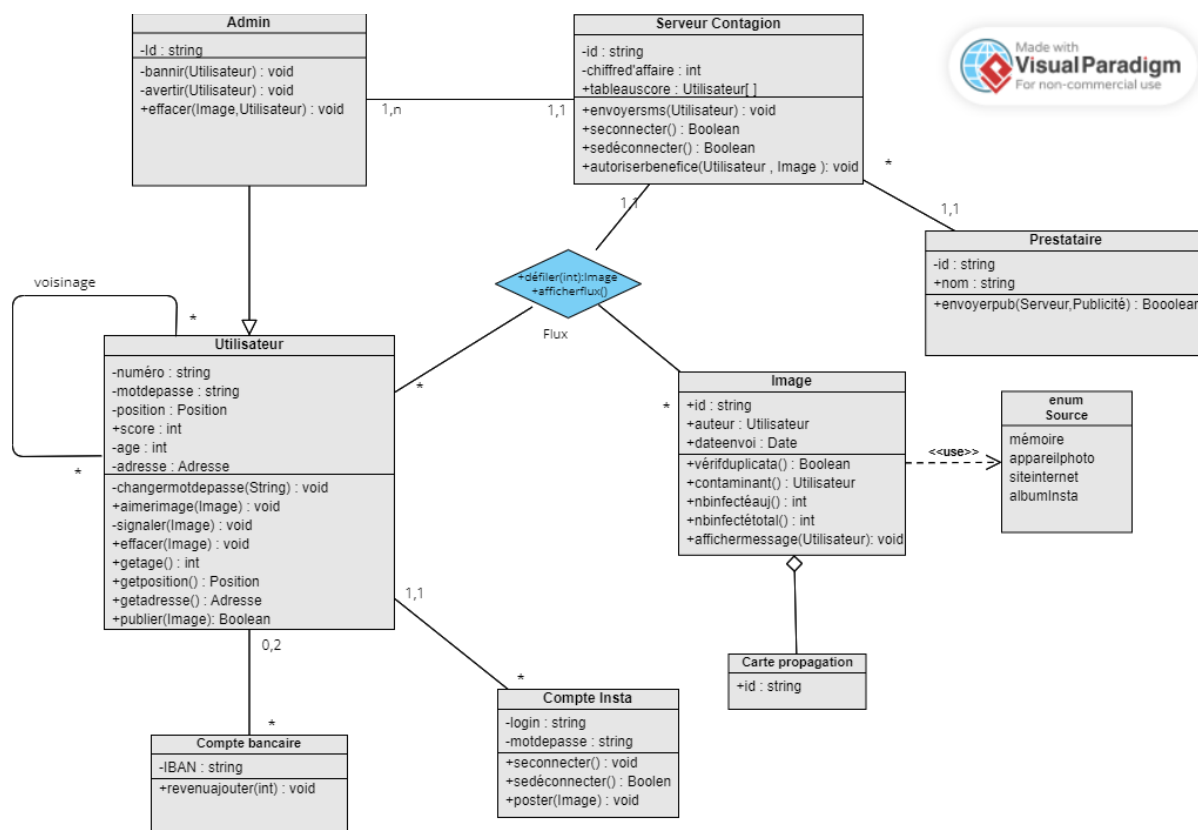 Admin
-Id : string
-bannir(Utilisateur) : void
-avertir(Utilisateur) : void
+effacer(Image,Utilisateur) : void
1,n
1,1
Serveur Contagion
-id : string
-chiffred'affaire : int
+tableauscore : Utilisateur[ ]
+envoyersms(Utilisateur) : void
+seconnecter() : Boolean
+sedéconnecter() : Boolean
+autoriserbenefice(Utilisateur , Image ): void
Made with
Visual Paradigm
For non-commercial use
*
1,1
1,1
Prestataire
-id : string
+nom : string
+envoyerpub(Serveur,Publicité) : Booolean
+défiler(int):Image
+afficherflux()
Flux
*
*
voisinage
*
*
Utilisateur
-numéro : string
-motdepasse : string
-position : Position
+score : int
-age : int
-adresse : Adresse
-changermotdepasse(String) : void
+aimerimage(Image) : void
-signaler(Image) : void
+effacer(Image) : void
+getage() : int
+getposition() : Position
+getadresse() : Adresse
+publier(Image): Boolean
Image
+id : string
+auteur : Utilisateur
+dateenvoi : Date
+vérifduplicata() : Boolean
+contaminant() : Utilisateur
+nbinfectéauj() : int
+nbinfectétotal() : int
+affichermessage(Utilisateur): void
<<use>>
enum
Source
mémoire
appareilphoto
siteinternet
albumInsta
Carte propagation
+id : string
1,1
*
0,2
*
Compte Insta
-login : string
-motdepasse : string
+seconnecter() : void
+sedéconnecter() : Boolen
+poster(Image) : void
Compte bancaire
-IBAN : string
+revenuajouter(int) : void